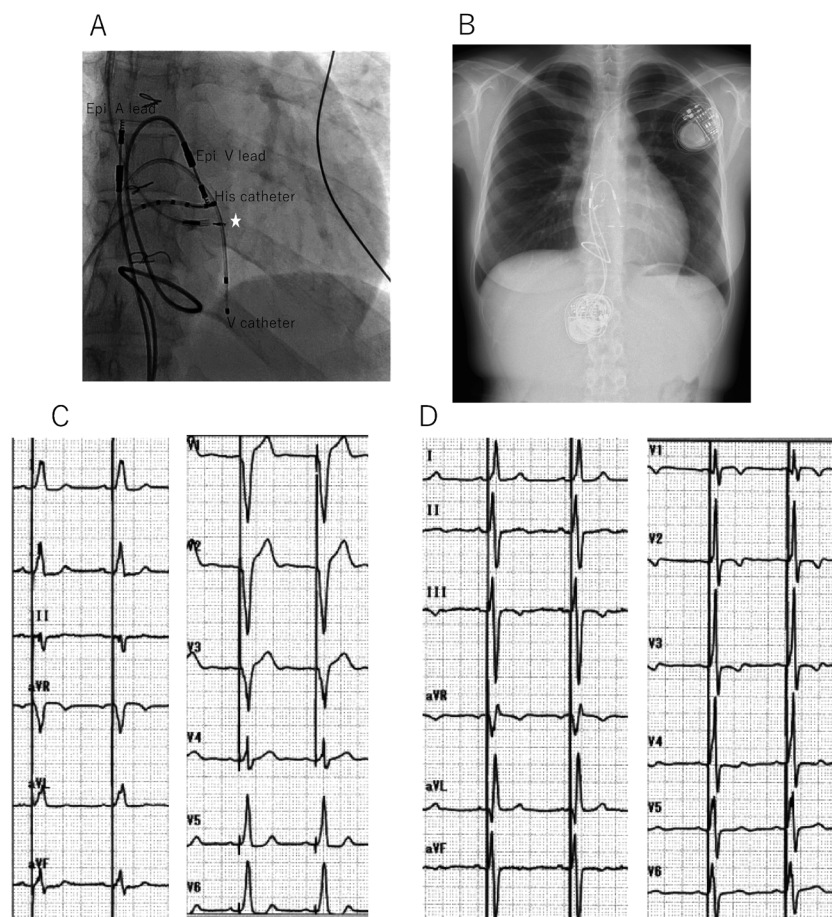 A
B
Epi A lead
Epi V lead
His catheter
V catheter
C
D
I
II
aVR
aVL
aVF
V1
V2
V3
V4
V5
V6
I
II
III
aVR
aVL
aVF
V1
V2
V3
V4
V5
V6